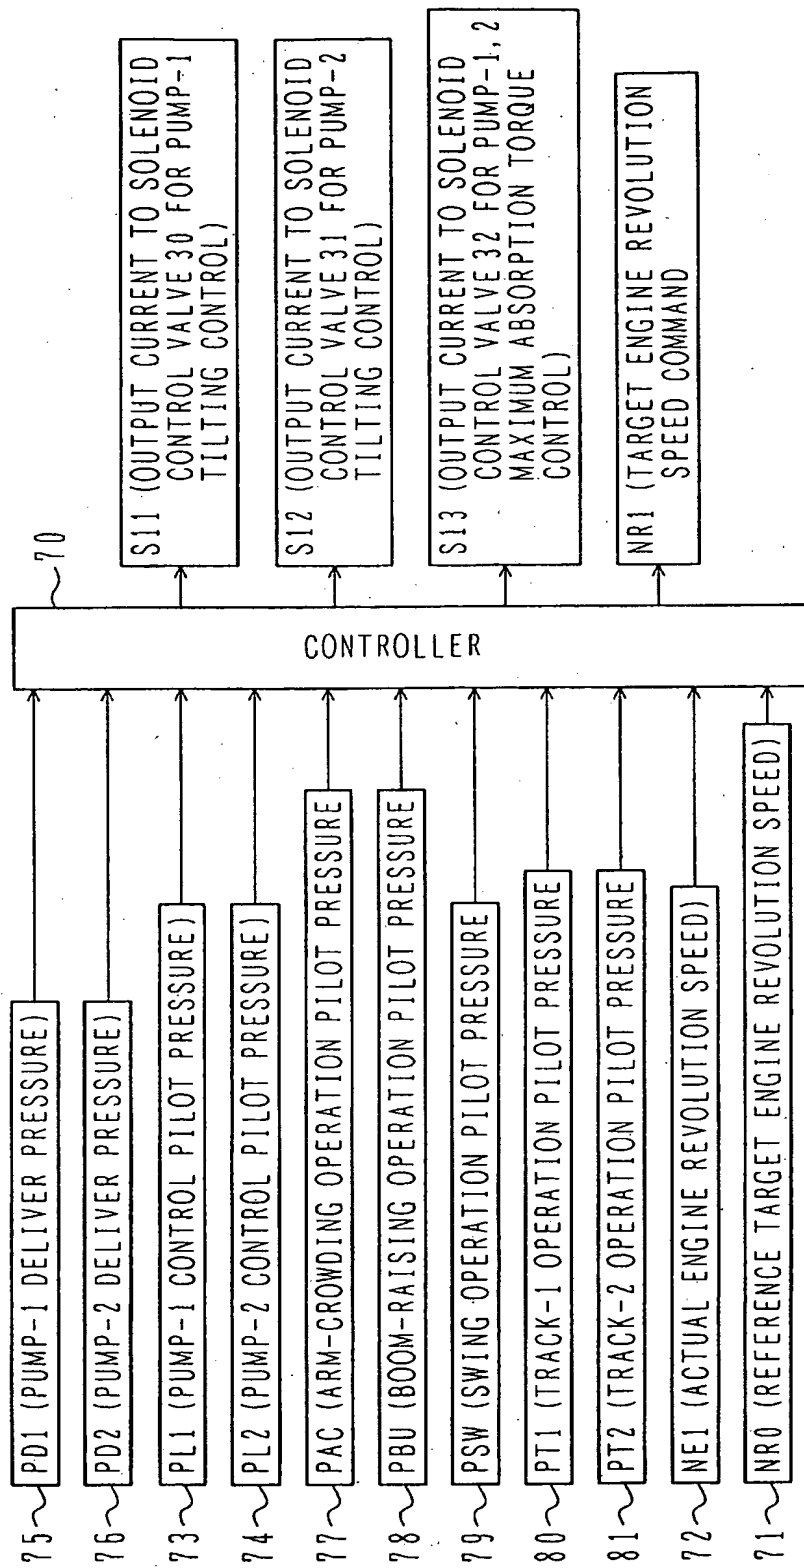 75
PD1 (PUMP-1 DELIVER PRESSURE)
76
PD2 (PUMP-2 DELIVER PRESSURE)
73
PL1 (PUMP-1 CONTROL PILOT PRESSURE)
74
PL2 (PUMP-2 CONTROL PILOT PRESSURE)
77
PAC (ARM-CROWDING OPERATION PILOT PRESSURE
78
PBU (BOOM-RAISING OPERATION PILOT PRESSURE
79
PSW (SWING OPERATION PILOT PRESSURE
80
PT1 (TRACK-1 OPERATION PILOT PRESSURE
81
PT2 (TRACK-2 OPERATION PILOT PRESSURE
72
NE1 (ACTUAL ENGINE REVOLUTION SPEED)
71
NR0 (REFERENCE TARGET ENGINE REVOLUTION SPEED)
70
CONTROLLER
S11 (OUTPUT CURRENT TO SOLENOID
CONTROL VALVE 30 FOR PUMP-1
TILTING CONTROL)
S12 (OUTPUT CURRENT TO SOLENOID
CONTROL VALVE 31 FOR PUMP-2
TILTING CONTROL)
S13 (OUTPUT CURRENT TO SOLENOID
CONTROL VALVE 32 FOR PUMP-1, 2
MAXIMUM ABSORPTION TORQUE
CONTROL)
NR1 (TARGET ENGINE REVOLUTION
SPEED COMMAND